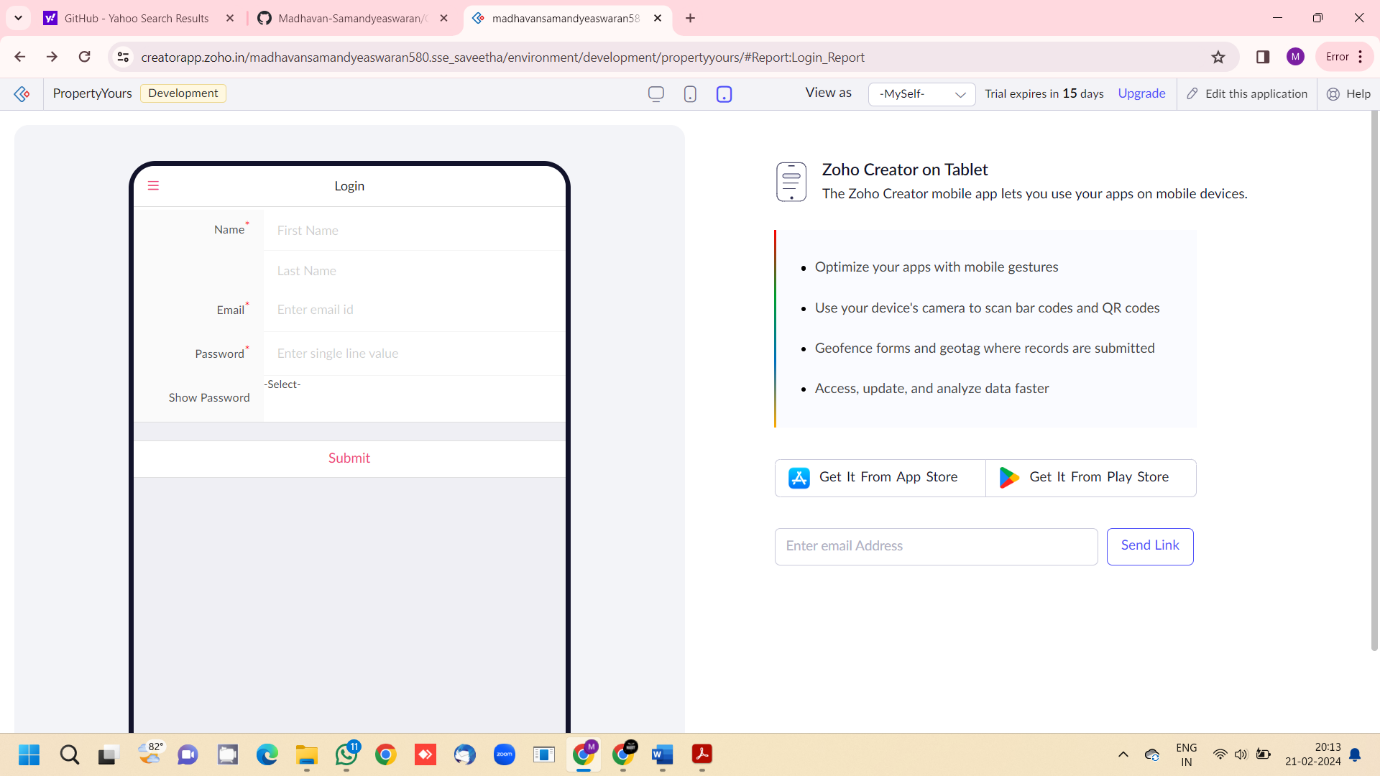 GitHub - Yahoo Search Results
Madhavan-Samandyeaswaran/
madhavansamandyeaswaran58
creatorapp.zoho.in/madhavansamandyeaswaran580.sse_saveetha/environment/development/propertyyours/#Report:Login_Report
M
Error
PropertyYours
Development
View as
-MySelf-
Trial expires in 15 days
Upgrade
Edit this application
Help
Login
Name*
First Name
Last Name
Email*
Enter email id
Password*
Enter single line value
Show Password
-Select-
Submit
Zoho Creator on Tablet
The Zoho Creator mobile app lets you use your apps on mobile devices.
• Optimize your apps with mobile gestures
• Use your device's camera to scan bar codes and QR codes
• Geofence forms and geotag where records are submitted
• Access, update, and analyze data faster
Get It From App Store
Get It From Play Store
Enter email Address
Send Link
82°
11
zoom
M
ENG
IN
20:13
21-02-2024